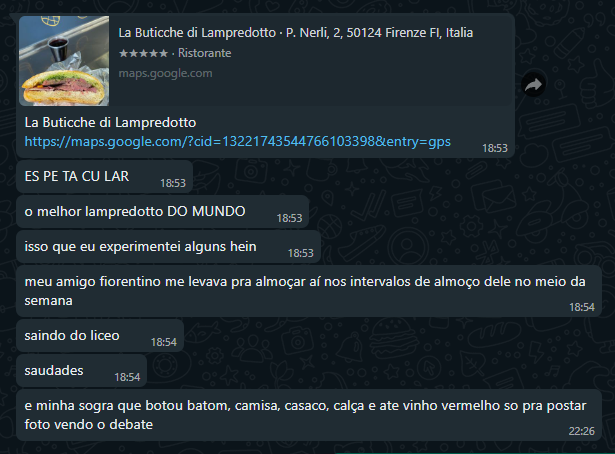 La Buticche di Lampredotto · P. Nerli, 2, 50124 Firenze FI, Italia
★★★★★ · Ristorante
maps.google.com
La Buticche di Lampredotto
https://maps.google.com/?cid=13221743544766103398&entry=gps
18:53
ES PE TA CU LAR
18:53
o melhor lampredotto DO MUNDO
18:53
isso que eu experimentei alguns hein
18:53
meu amigo fiorentino me levava pra almoçar aí nos intervalos de almoço dele no meio da
semana
18:54
saindo do liceo
18:54
saudades
18:54
e minha sogra que botou batom, camisa, casaco, calça e ate vinho vermelho so pra postar
foto vendo o debate
22:26